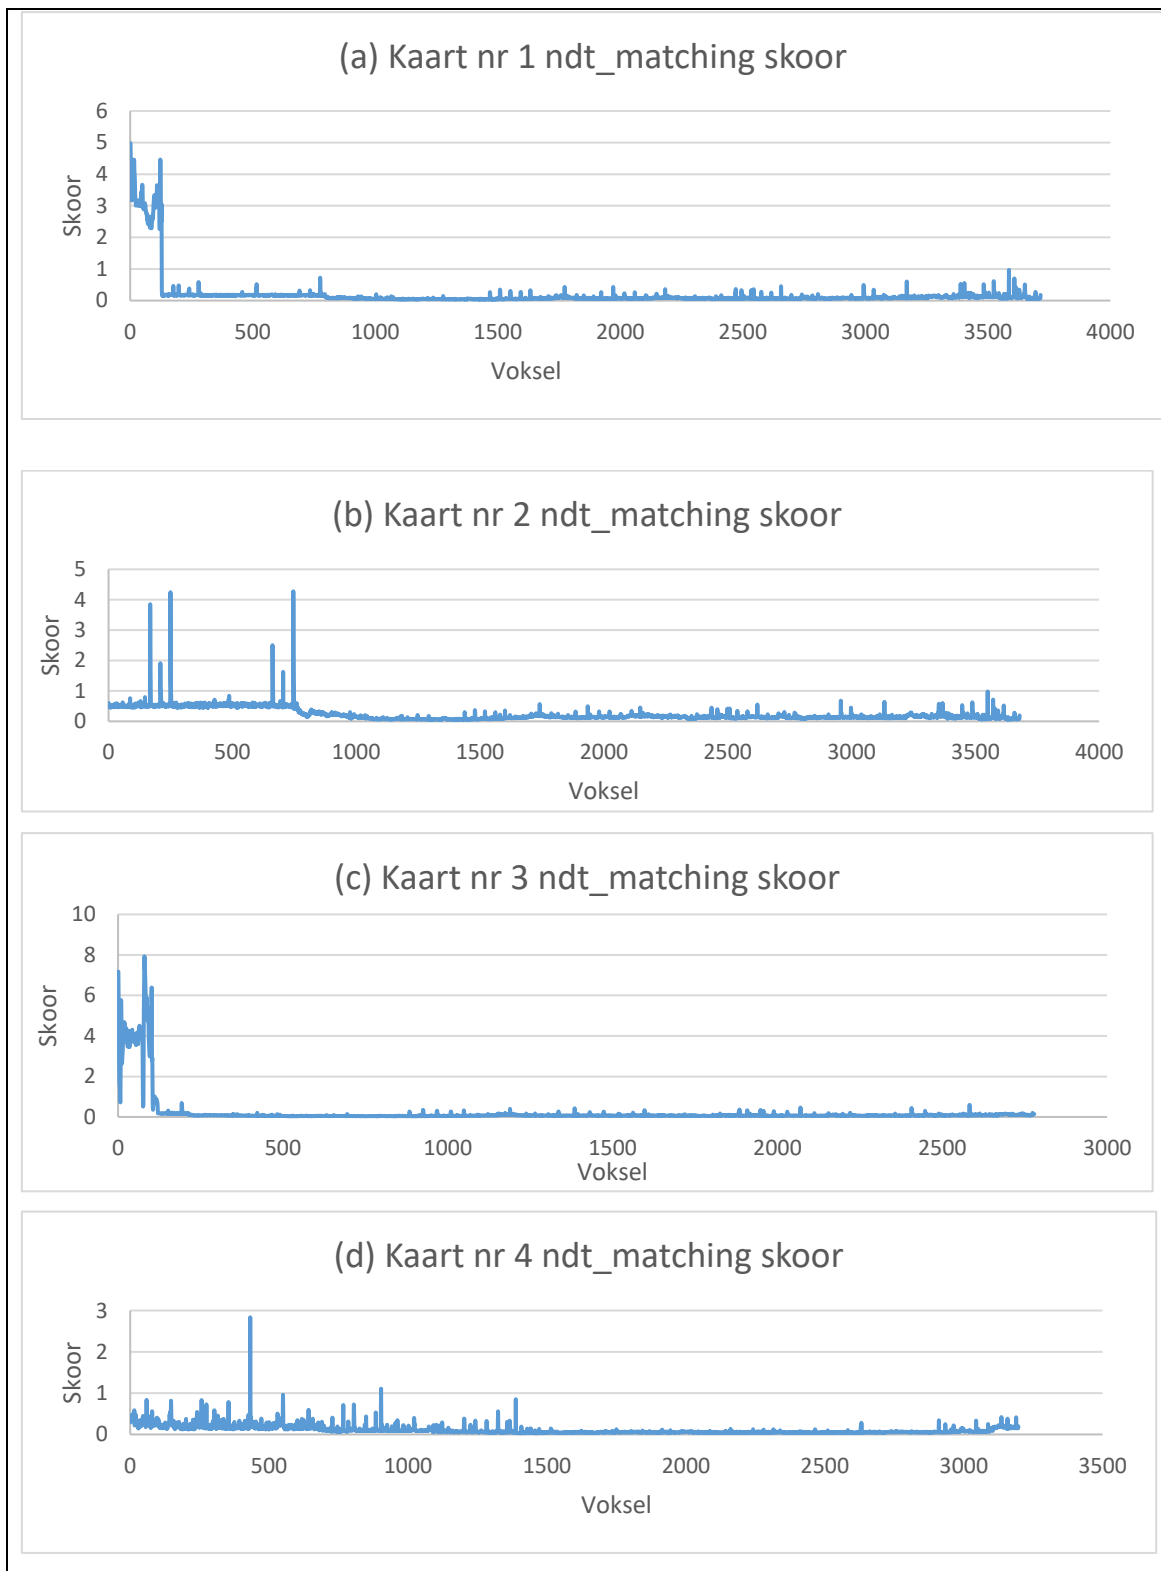 (a) Kaart nr 1 ndt_matching skoor
6
5
4
3
2
1
0
Skoor
0 500 1000 1500 2000 2500 3000 3500 4000
Voksel
(b) Kaart nr 2 ndt_matching skoor
5
4
3
2
1
0
Skoor
0 500 1000 1500 2000 2500 3000 3500 4000
Voksel
(c) Kaart nr 3 ndt_matching skoor
10
8
6
4
2
0
Skoor
0 500 1000 1500 2000 2500 3000
Voksel
(d) Kaart nr 4 ndt_matching skoor
3
2
1
0
Skoor
0 500 1000 1500 2000 2500 3000 3500
Voksel